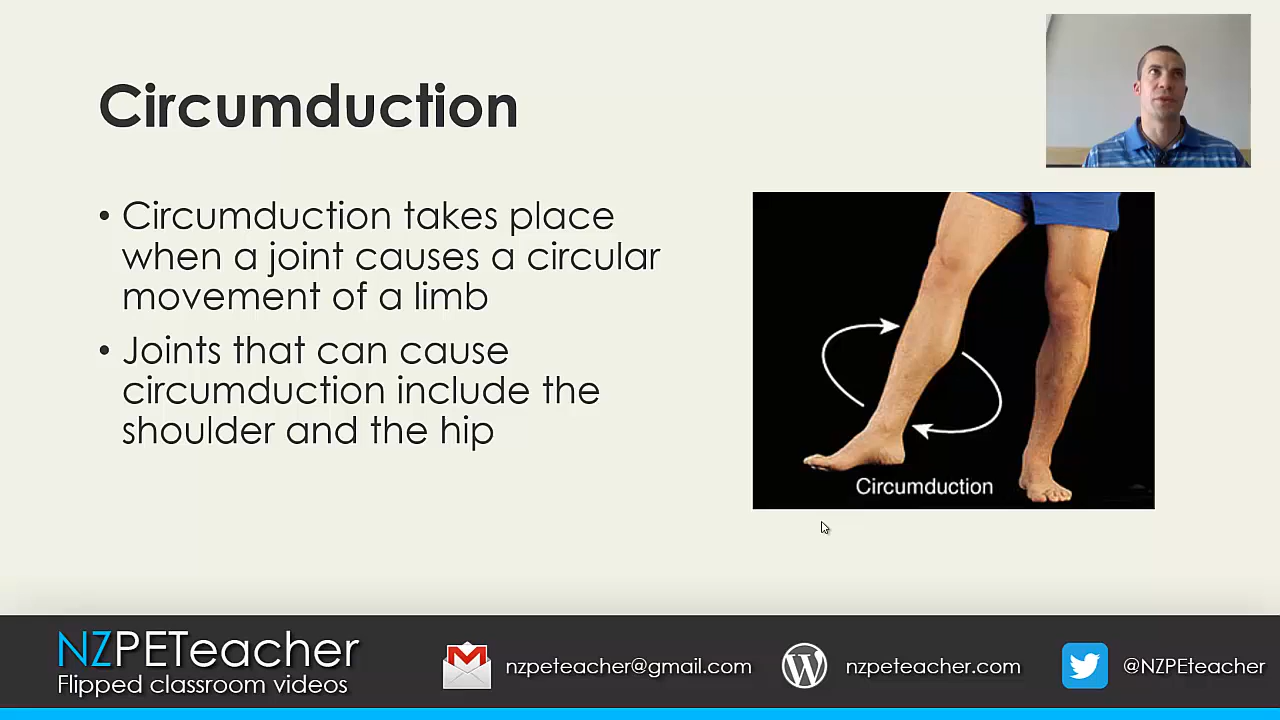 Circumduction
• Circumduction takes place
when a joint causes a circular
movement of a limb
• Joints that can cause
circumduction include the
shoulder and the hip
Circumduction
NZPETeacher
Flipped classroom videos
nzpeteacher@gmail.com
nzpeteacher.com
@NZPEteacher